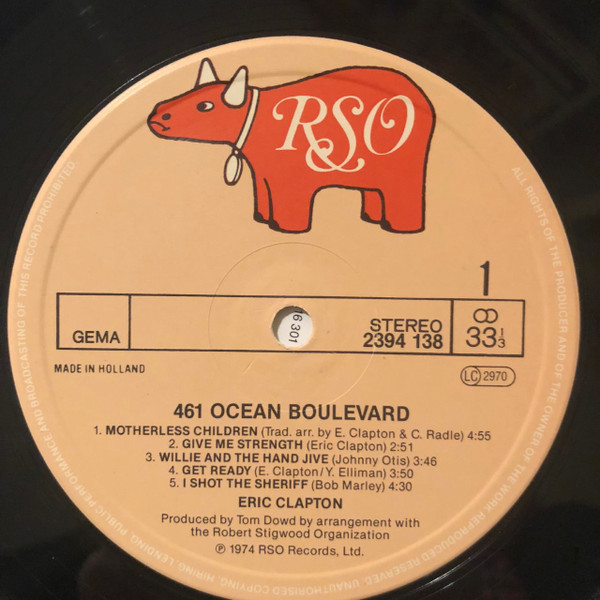 RSO
1
GEMA
STEREO
2394 138
33 1/3
MADE IN HOLLAND
LC 2970
16 301
461 OCEAN BOULEVARD
1. MOTHERLESS CHILDREN (Trad. arr. by E. Clapton & C. Radle) 4:55
2. GIVE ME STRENGTH (Eric Clapton) 2:51
3. WILLIE AND THE HAND JIVE (Johnny Otis) 3:46
4. GET READY (E. Clapton/Y. Elliman) 3:50
5. I SHOT THE SHERIFF (Bob Marley) 4:30
ERIC CLAPTON
Produced by Tom Dowd by arrangement with
the Robert Stigwood Organization
℗ 1974 RSO Records, Ltd.
ALL RIGHTS OF THE PRODUCER AND OF THE OWNER OF THE WORK REPRODUCED RESERVED. UNAUTHORISED COPYING, HIRING, LENDING, PUBLIC PERFORMANCE AND BROADCASTING OF THIS RECORD PROHIBITED